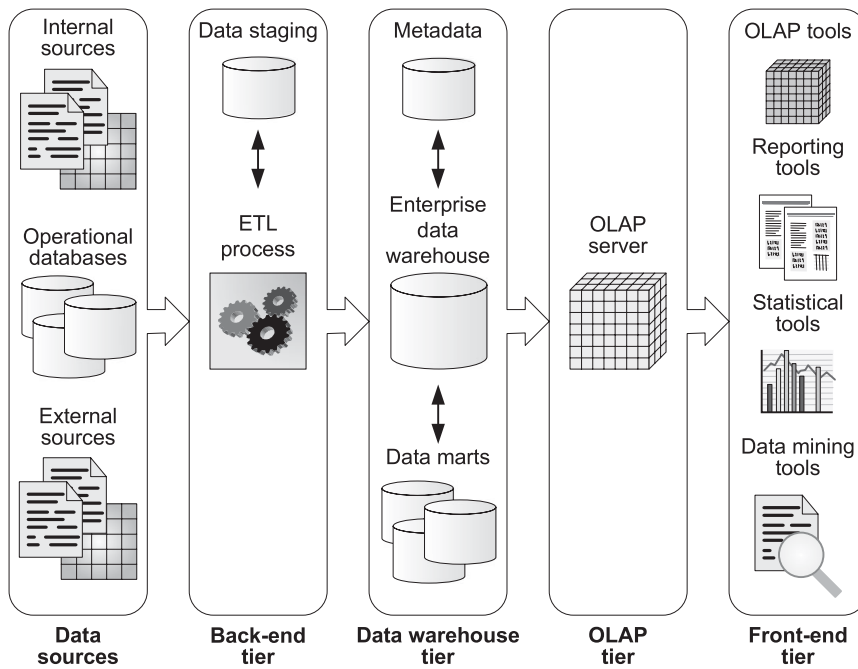 Internal
sources
Operational
databases
External
sources
Data
sources
Data staging
ETL
process
Back-end
tier
Metadata
Enterprise
data
warehouse
Data marts
Data warehouse
tier
OLAP
server
OLAP
tier
OLAP tools
Reporting
tools
Statistical
tools
Data mining
tools
Front-end
tier